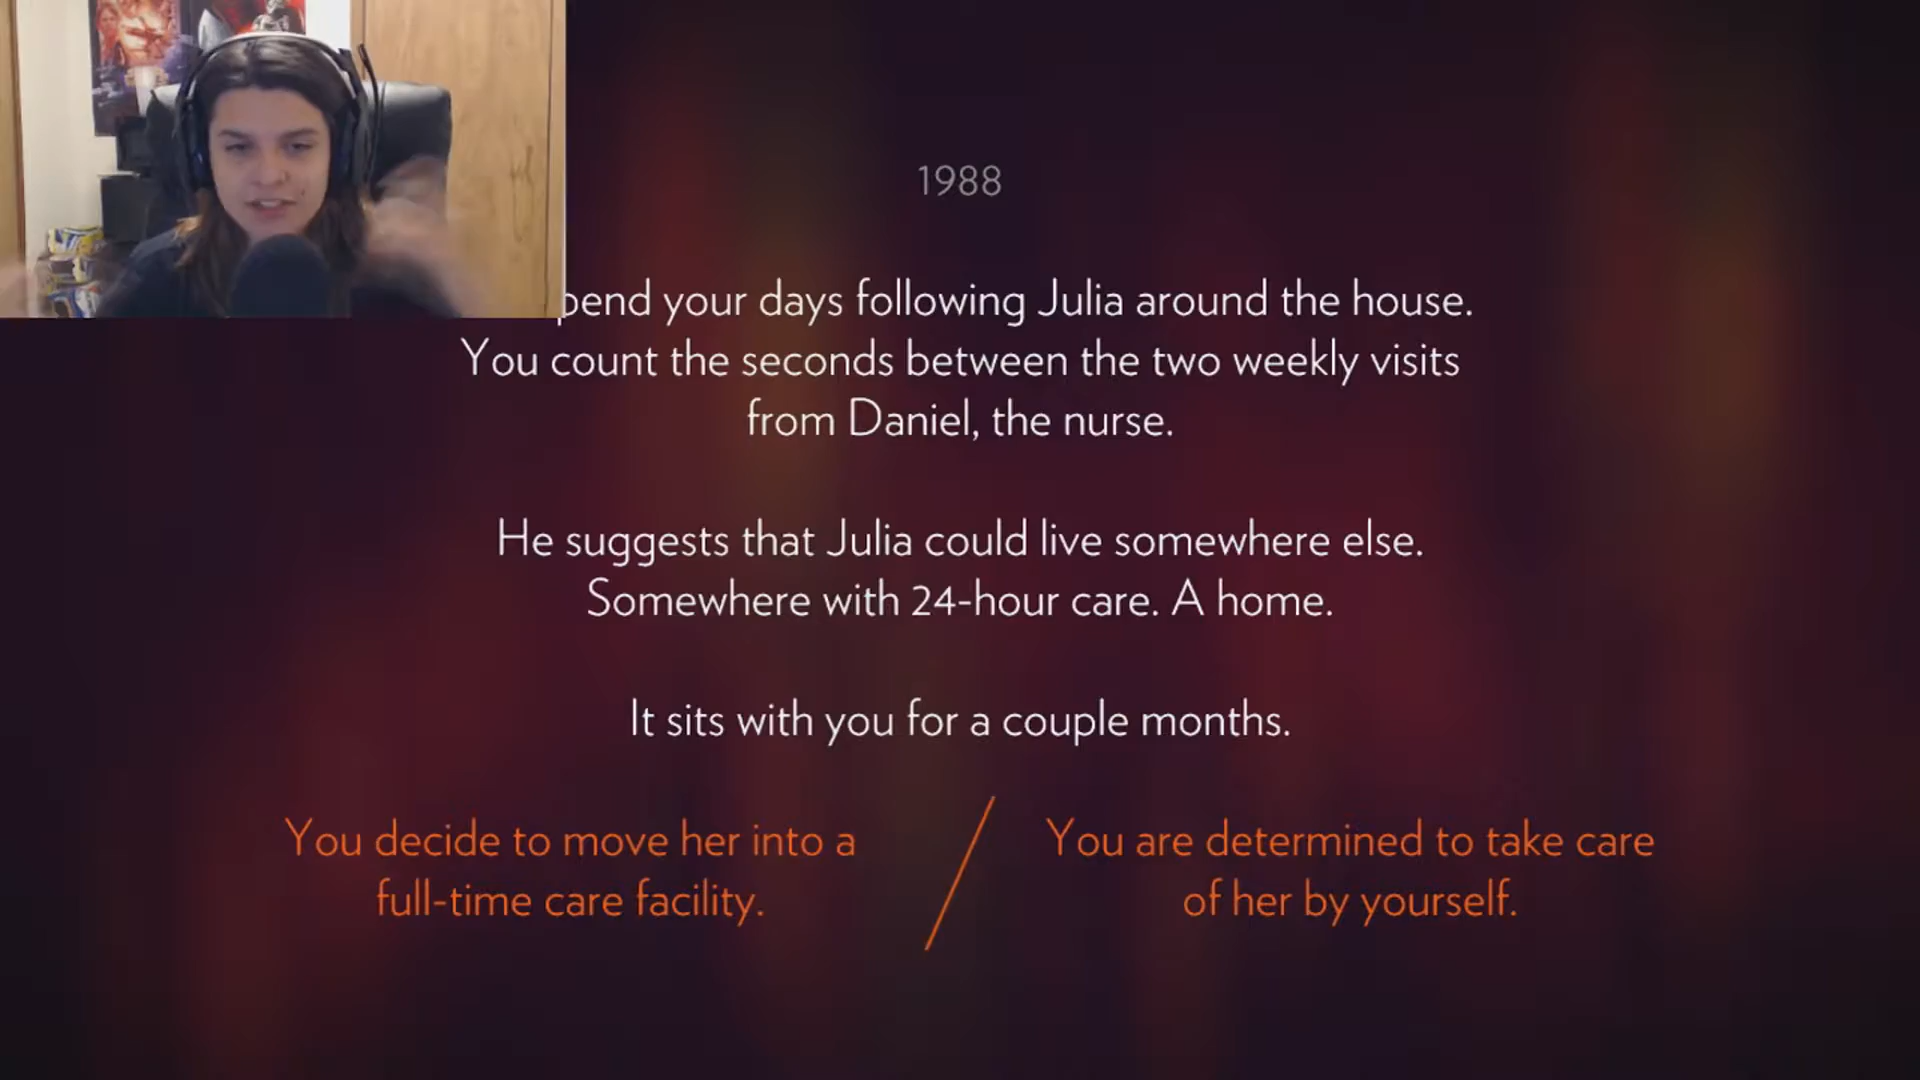 1988
pend your days following Julia around the house.
You count the seconds between the two weekly visits
from Daniel, the nurse.
He suggests that Julia could live somewhere else.
Somewhere with 24-hour care. A home.
It sits with you for a couple months.
You decide to move her into a
full-time care facility.
You are determined to take care
of her by yourself.